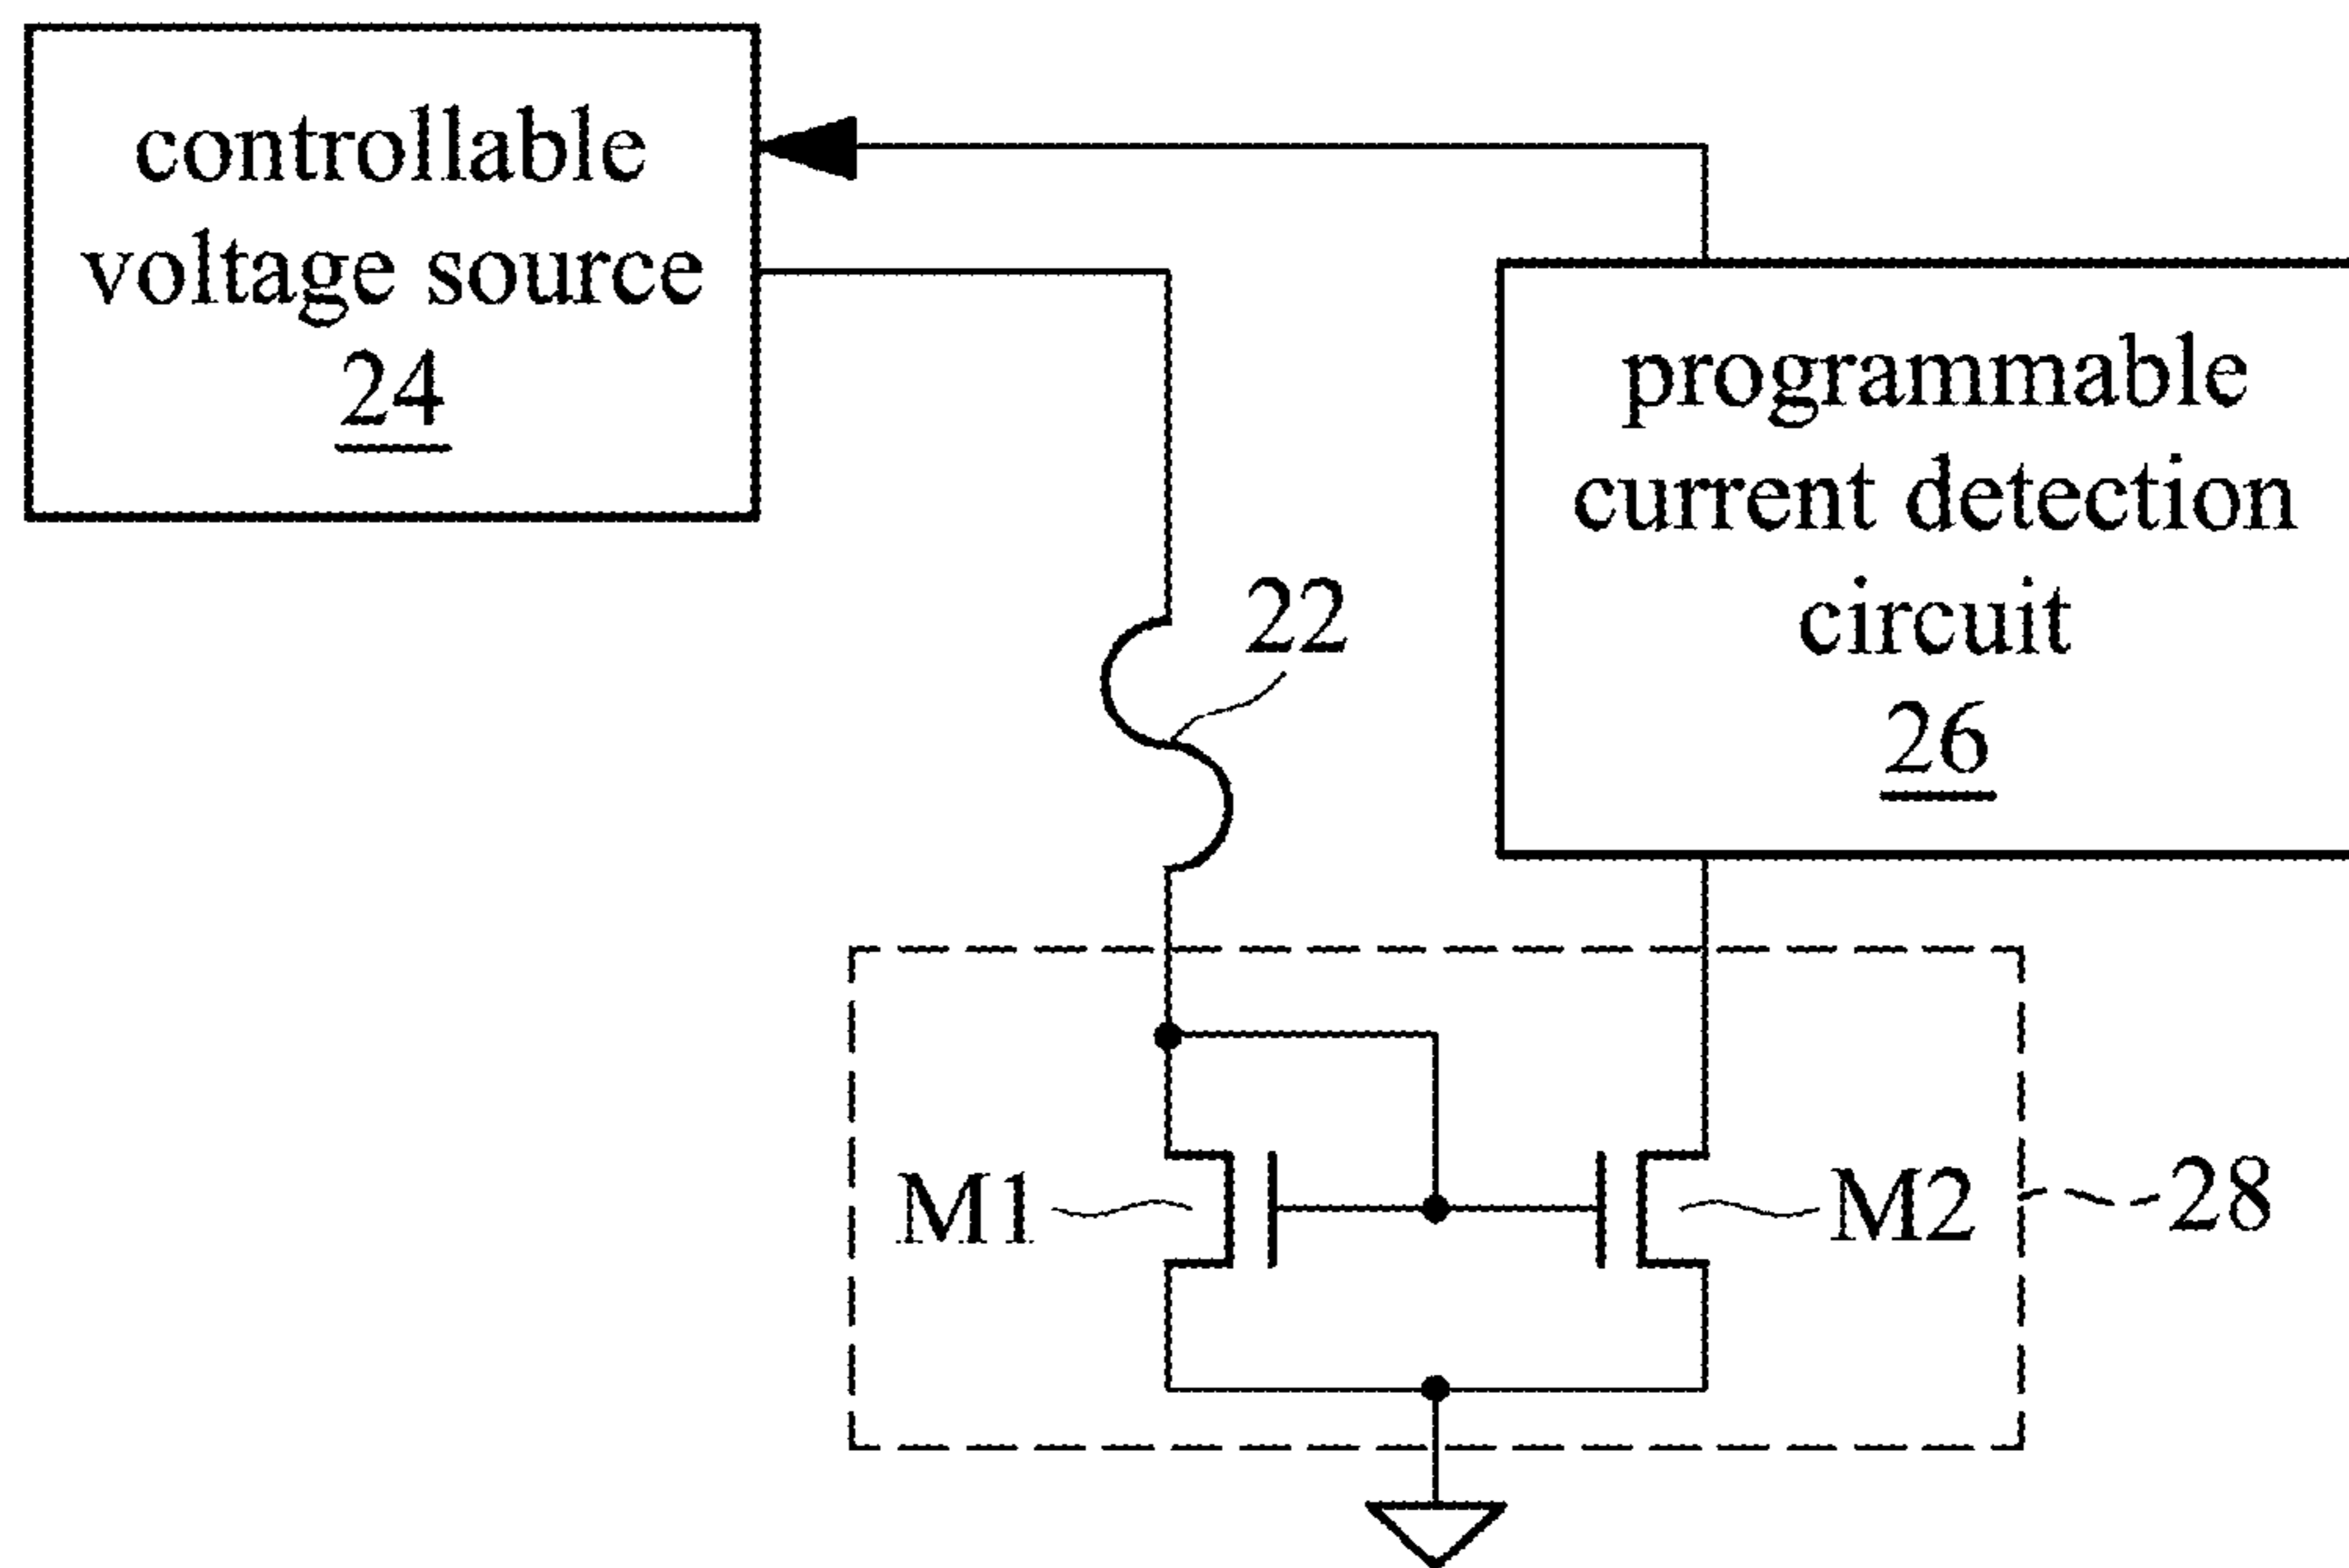 controllable
voltage source
24
programmable
current detection
circuit
26
22
M1
M2
28